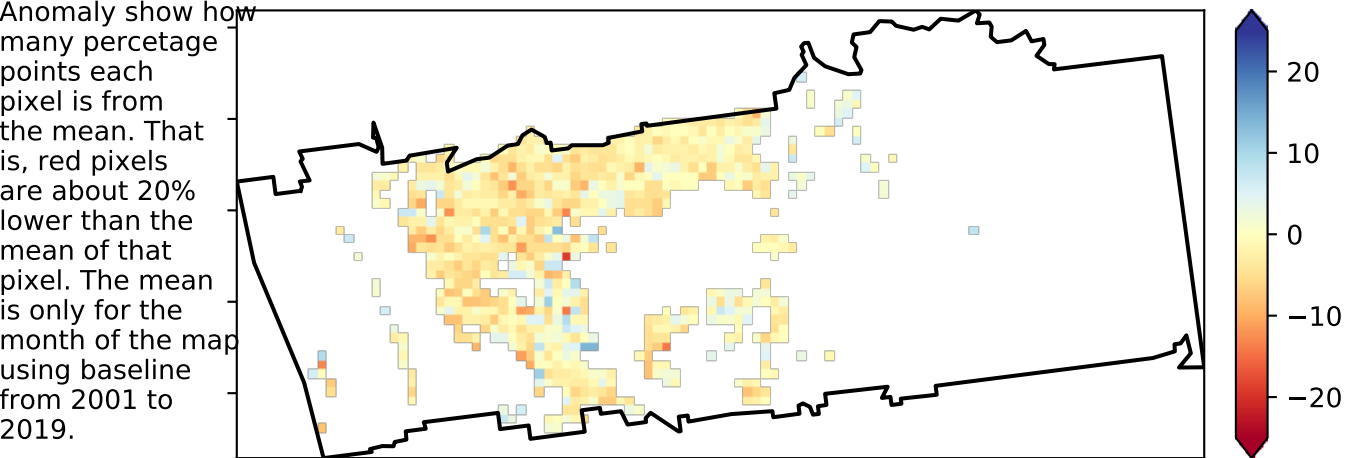 Anomaly show how
many percetage
points each
pixel is from
the mean. That
is, red pixels
are about 20%
lower than the
mean of that
pixel. The mean
is only for the
month of the map
using baseline
from 2001 to
2019.
20
10
0
−10
−20